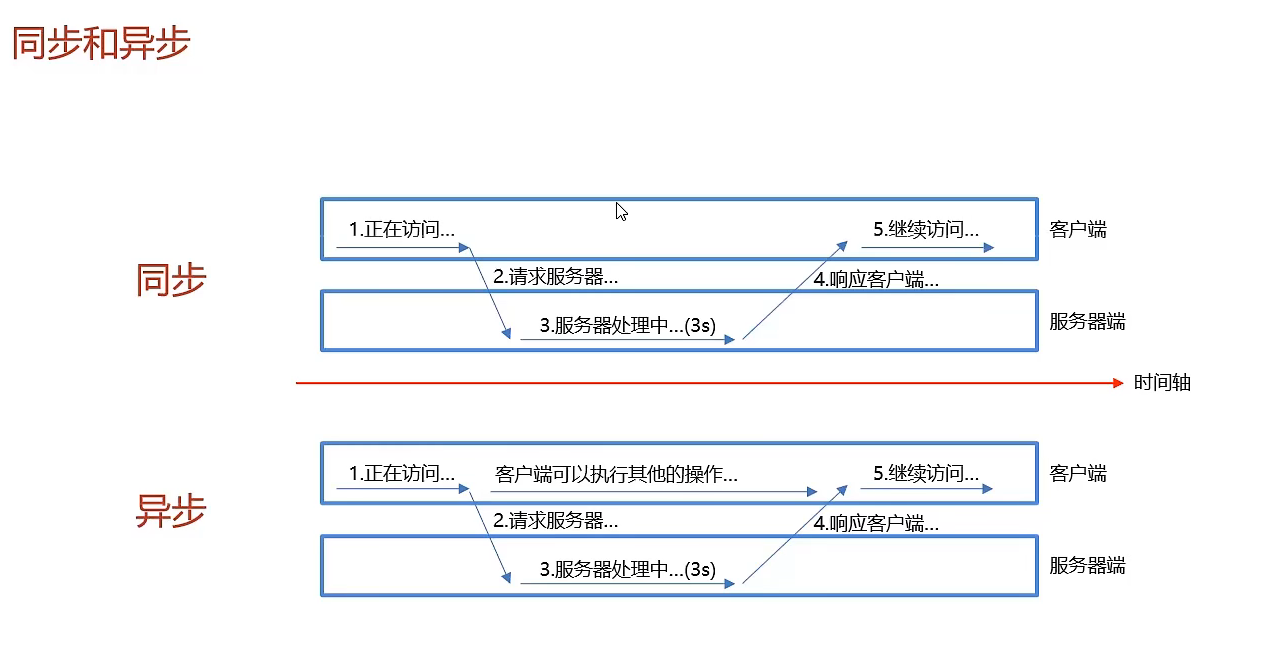 同步和异步
1.正在访问...
5.继续访问...
客户端
同步
2.请求服务器...
4.响应客户端...
3.服务器处理中...(3s)
服务器端
时间轴
1.正在访问...
客户端可以执行其他的操作...
5.继续访问...
客户端
异步
2.请求服务器...
4.响应客户端...
3.服务器处理中...(3s)
服务器端